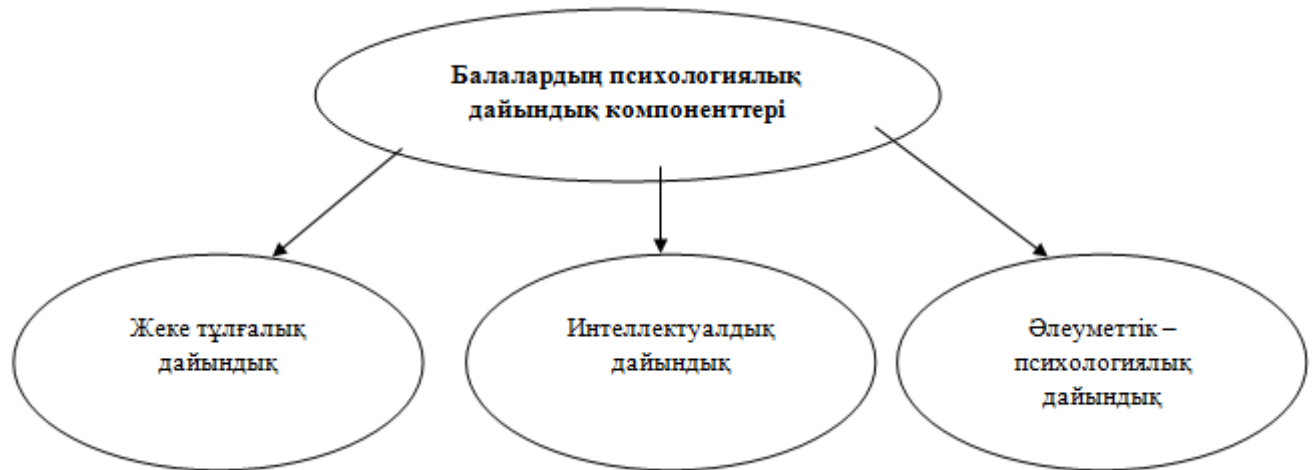 Балалардың психологиялық
дайындық компоненттері
Жеке тұлғалық
дайындық
Интеллектуалдық
дайындық
Әлеуметтік –
психологиялық
дайындық